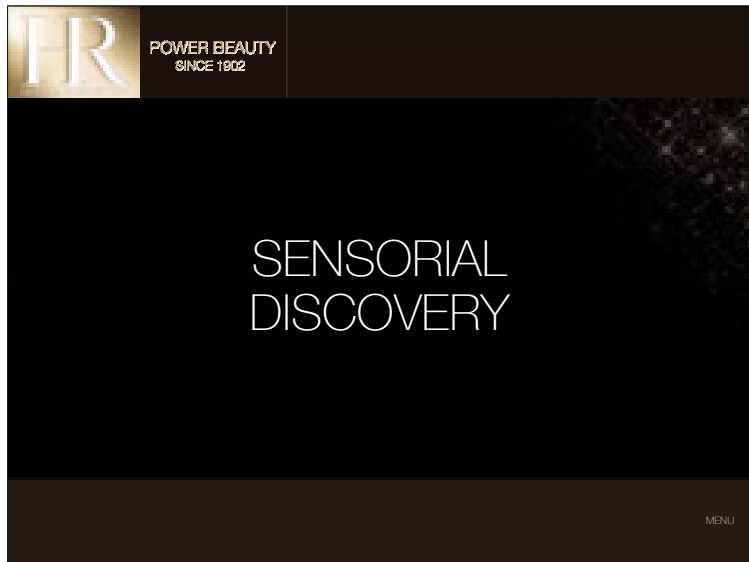 HR
POWER BEAUTY
SINCE 1902
SENSORIAL
DISCOVERY
MENU